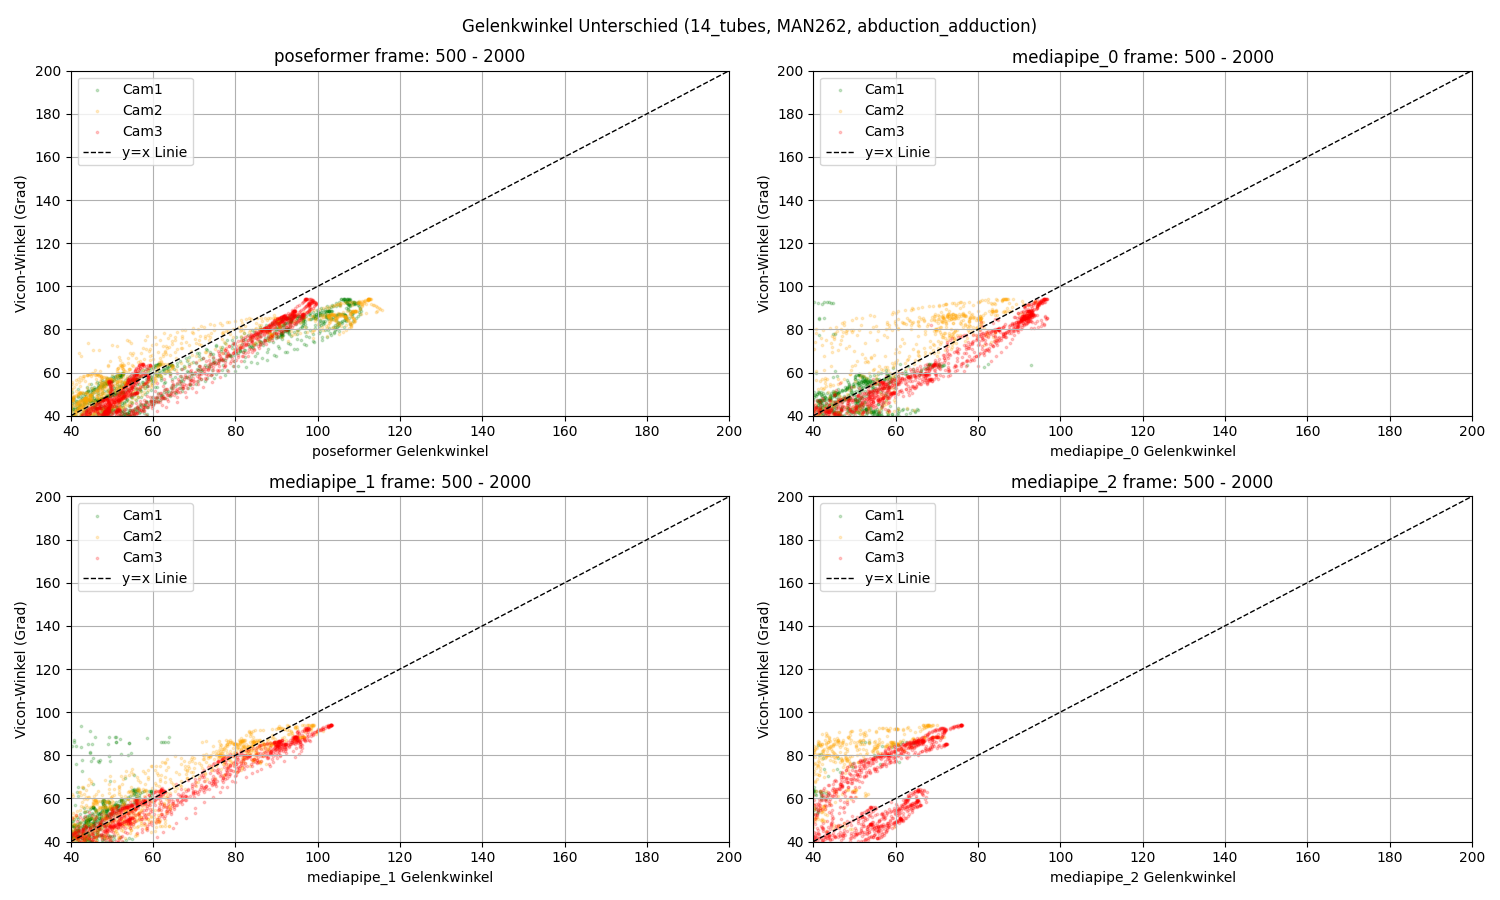 Gelenkwinkel Unterschied (14_tubes, MAN262, abduction_adduction)
poseformer frame: 500 - 2000
200
180
160
140
120
100
80
60
40
Vicon-Winkel (Grad)
Cam1
Cam2
Cam3
y=x Linie
40 60 80 100 120 140 160 180 200
poseformer Gelenkwinkel
mediapipe_0 frame: 500 - 2000
200
180
160
140
120
100
80
60
40
Vicon-Winkel (Grad)
Cam1
Cam2
Cam3
y=x Linie
40 60 80 100 120 140 160 180 200
mediapipe_0 Gelenkwinkel
mediapipe_1 frame: 500 - 2000
200
180
160
140
120
100
80
60
40
Vicon-Winkel (Grad)
Cam1
Cam2
Cam3
y=x Linie
40 60 80 100 120 140 160 180 200
mediapipe_1 Gelenkwinkel
mediapipe_2 frame: 500 - 2000
200
180
160
140
120
100
80
60
40
Vicon-Winkel (Grad)
Cam1
Cam2
Cam3
y=x Linie
40 60 80 100 120 140 160 180 200
mediapipe_2 Gelenkwinkel